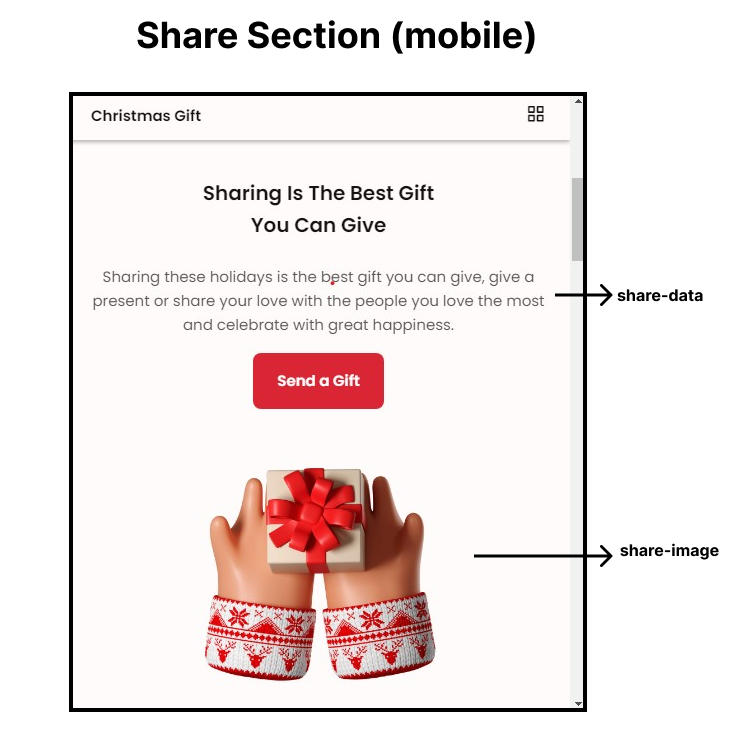 Share Section (mobile)
Christmas Gift
Sharing Is The Best Gift
You Can Give
Sharing these holidays is the best gift you can give, give a
present or share your love with the people you love the most
and celebrate with great happiness.
share-data
Send a Gift
share-image